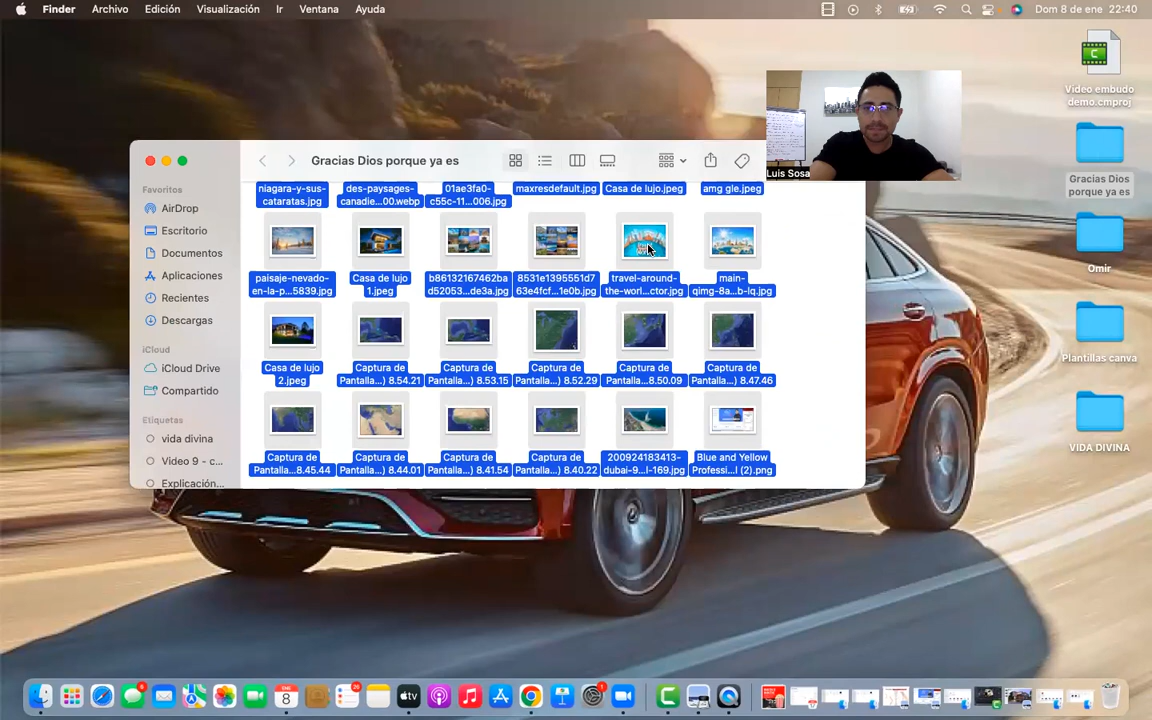 Finder Archivo Edición Visualización Ir Ventana Ayuda
Dom 8 de ene 22:40
Video embudo
demo.cmproj
Gracias Dios
porque ya es
Omir
Plantillas canva
VIDA DIVINA
Luis Sosa
Gracias Dios porque ya es
Favoritos
AirDrop
Escritorio
Documentos
Aplicaciones
Recientes
Descargas
iCloud
iCloud Drive
Compartido
Etiquetas
vida divina
Video 9 - c...
Explicación...
niagara-y-sus-
cataratas.jpg
des-paysages-
canadie...00.webp
01ae3fa0-
c55c-11...006.jpg
maxresdefault.jpg
Casa de lujo.jpeg
amg gle.jpeg
paisaje-nevado-
en-la-p...5839.jpg
Casa de lujo
1.jpeg
b86132167462ba
d52053...de3a.jpg
8531e1395551d7
63e4fcf...1e0b.jpg
travel-around-
the-worl...ctor.jpg
main-
qimg-8a...b-lq.jpg
Casa de lujo
2.jpeg
Captura de
Pantalla...) 8.54.21
Captura de
Pantalla...) 8.53.15
Captura de
Pantalla...) 8.52.29
Captura de
Pantalla...8.50.09
Captura de
Pantalla...) 8.47.46
Captura de
Pantalla...8.45.44
Captura de
Pantalla...) 8.44.01
Captura de
Pantalla...) 8.41.54
Captura de
Pantalla...) 8.40.22
200924183413-
dubai-9...l-169.jpg
Blue and Yellow
Professi...l (2).png